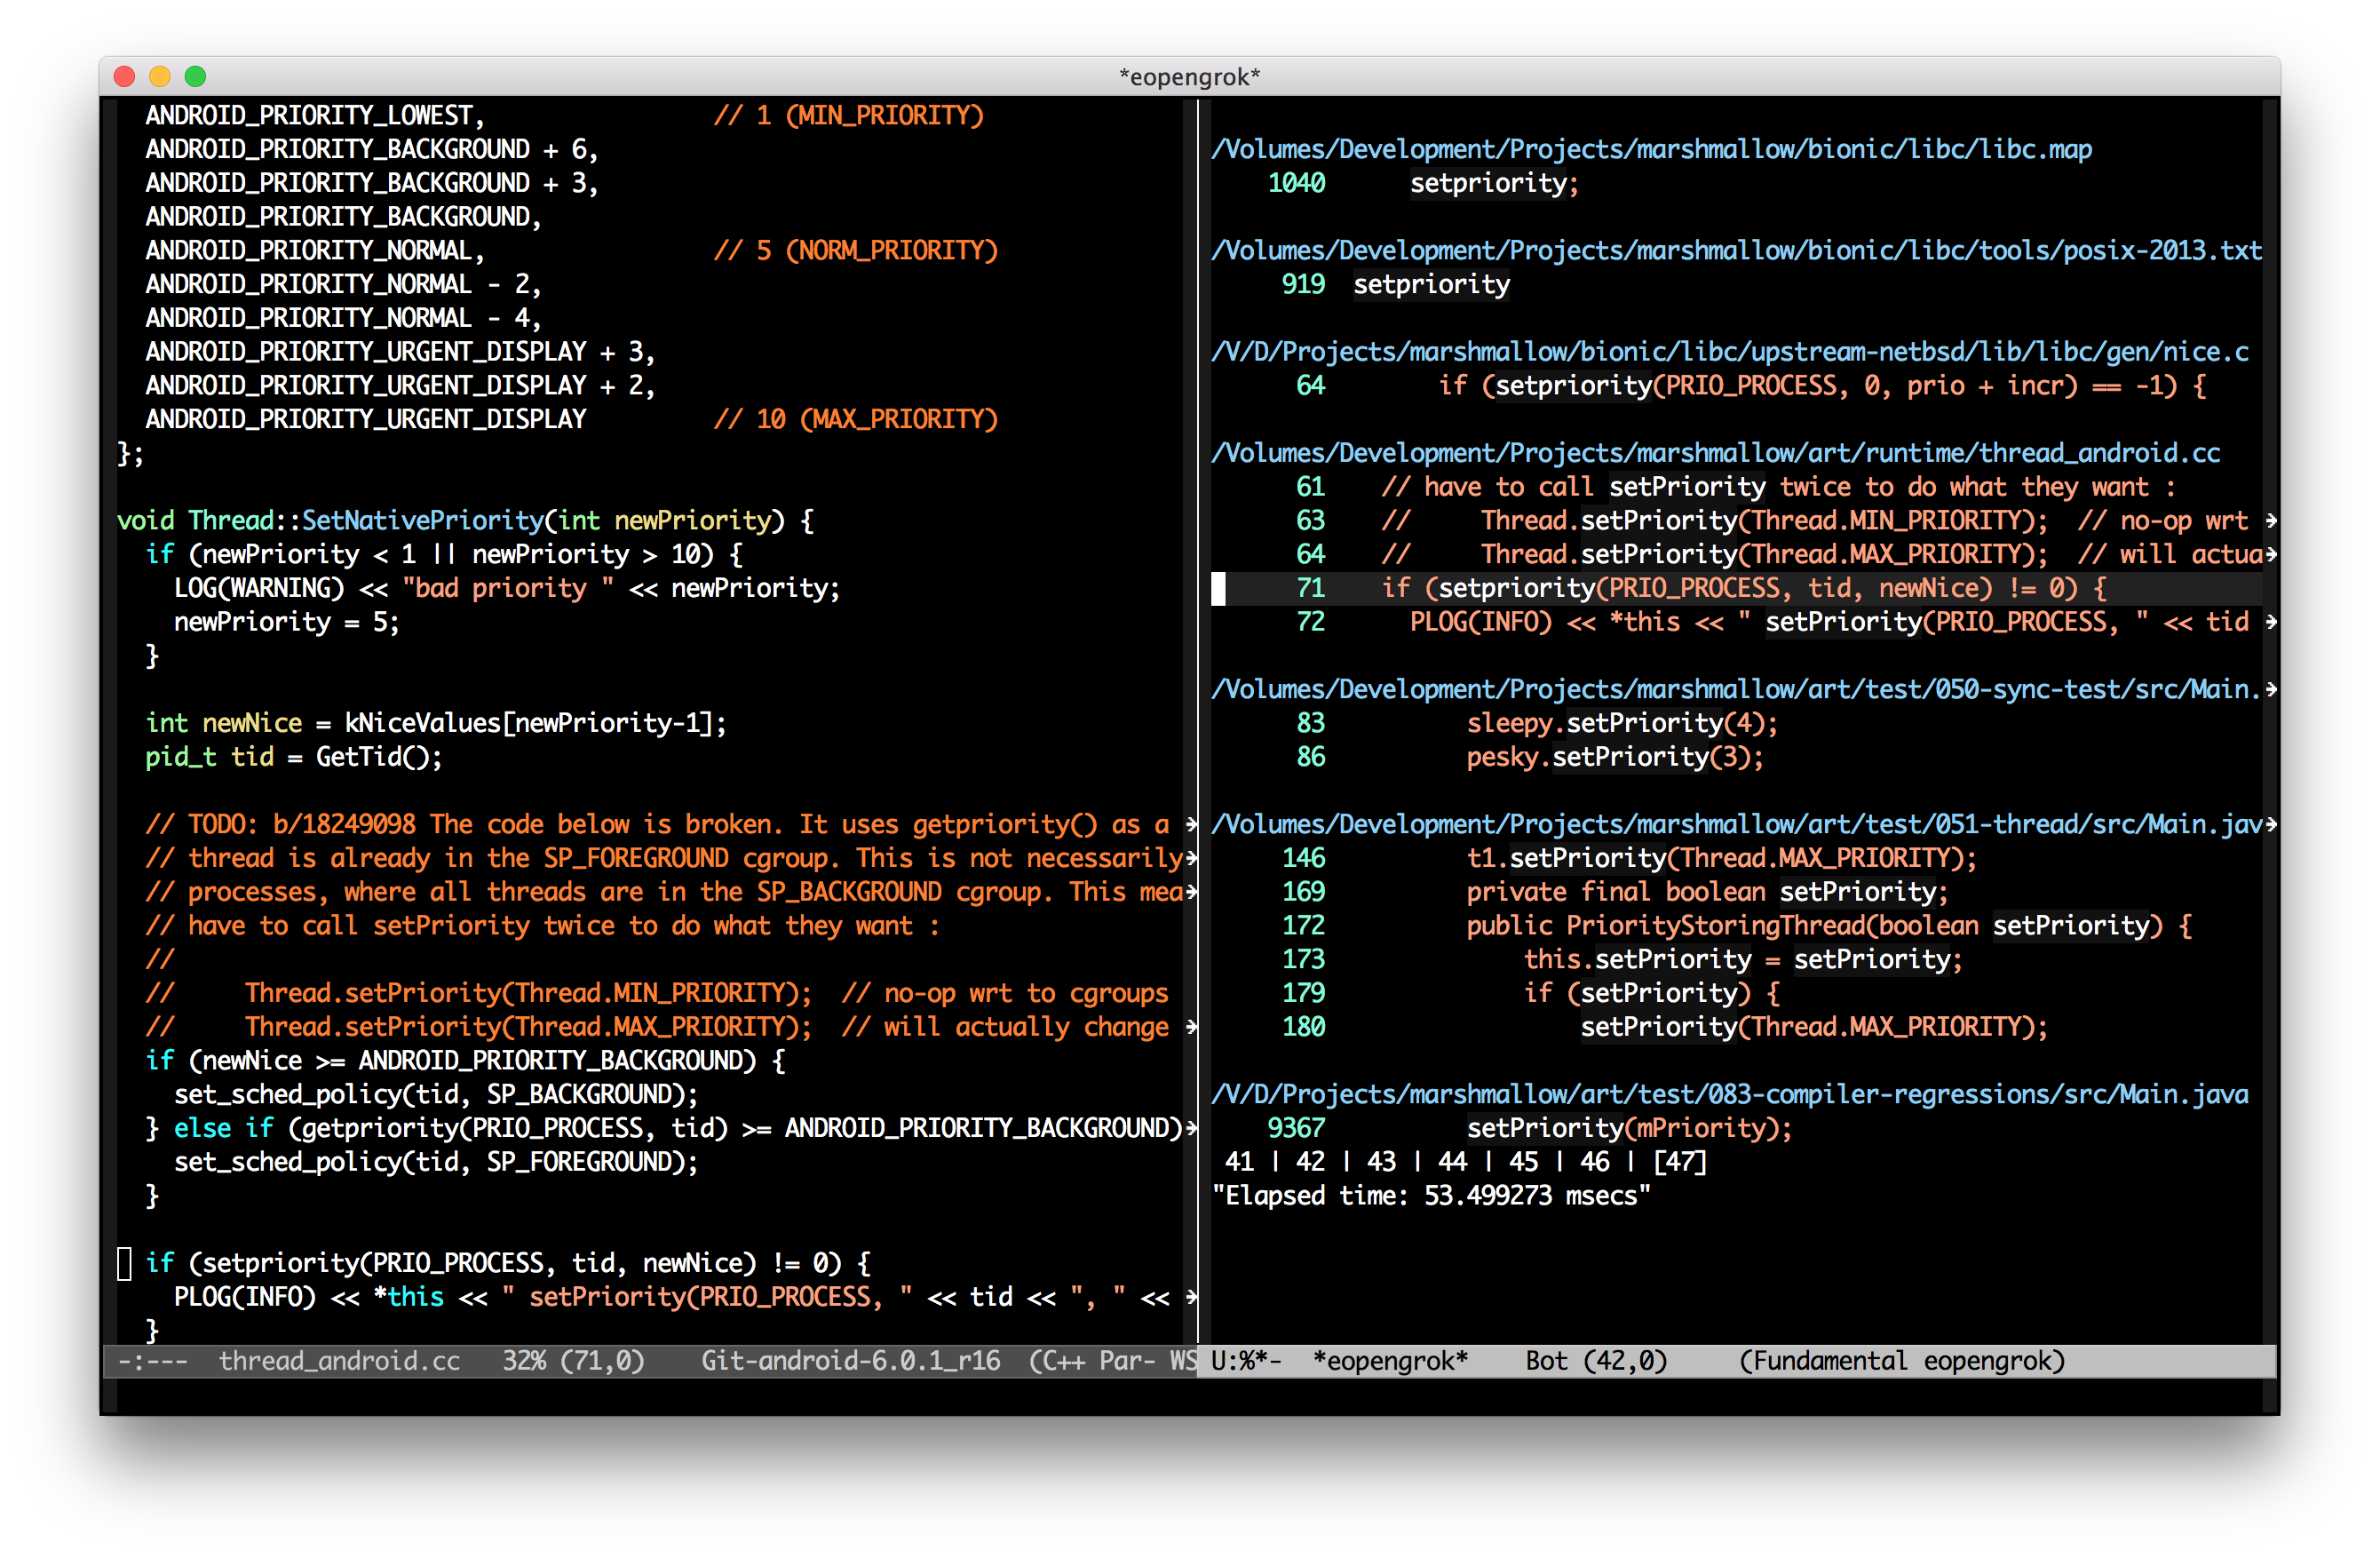 *eopengrok*
  ANDROID_PRIORITY_LOWEST,                // 1 (MIN_PRIORITY)
  ANDROID_PRIORITY_BACKGROUND + 6,
  ANDROID_PRIORITY_BACKGROUND + 3,
  ANDROID_PRIORITY_BACKGROUND,
  ANDROID_PRIORITY_NORMAL,                // 5 (NORM_PRIORITY)
  ANDROID_PRIORITY_NORMAL - 2,
  ANDROID_PRIORITY_NORMAL - 4,
  ANDROID_PRIORITY_URGENT_DISPLAY + 3,
  ANDROID_PRIORITY_URGENT_DISPLAY + 2,
  ANDROID_PRIORITY_URGENT_DISPLAY         // 10 (MAX_PRIORITY)
};

void Thread::SetNativePriority(int newPriority) {
  if (newPriority < 1 || newPriority > 10) {
    LOG(WARNING) << "bad priority " << newPriority;
    newPriority = 5;
  }

  int newNice = kNiceValues[newPriority-1];
  pid_t tid = GetTid();

  // TODO: b/18249098 The code below is broken. It uses getpriority() as a
  // thread is already in the SP_FOREGROUND cgroup. This is not necessarily
  // processes, where all threads are in the SP_BACKGROUND cgroup. This mea
  // have to call setPriority twice to do what they want :
  //
  //     Thread.setPriority(Thread.MIN_PRIORITY);  // no-op wrt to cgroups
  //     Thread.setPriority(Thread.MAX_PRIORITY);  // will actually change
  if (newNice >= ANDROID_PRIORITY_BACKGROUND) {
    set_sched_policy(tid, SP_BACKGROUND);
  } else if (getpriority(PRIO_PROCESS, tid) >= ANDROID_PRIORITY_BACKGROUND)
    set_sched_policy(tid, SP_FOREGROUND);
  }

  if (setpriority(PRIO_PROCESS, tid, newNice) != 0) {
    PLOG(INFO) << *this << " setPriority(PRIO_PROCESS, " << tid << ", " <<
  }
-:---  thread_android.cc   32% (71,0)    Git-android-6.0.1_r16  (C++ Par- WS
/Volumes/Development/Projects/marshmallow/bionic/libc/libc.map
    1040      setpriority;

/Volumes/Development/Projects/marshmallow/bionic/libc/tools/posix-2013.txt
     919  setpriority

/V/D/Projects/marshmallow/bionic/libc/upstream-netbsd/lib/libc/gen/nice.c
      64        if (setpriority(PRIO_PROCESS, 0, prio + incr) == -1) {

/Volumes/Development/Projects/marshmallow/art/runtime/thread_android.cc
      61    // have to call setPriority twice to do what they want :
      63    //     Thread.setPriority(Thread.MIN_PRIORITY);  // no-op wrt
      64    //     Thread.setPriority(Thread.MAX_PRIORITY);  // will actua
      71    if (setpriority(PRIO_PROCESS, tid, newNice) != 0) {
      72      PLOG(INFO) << *this << " setPriority(PRIO_PROCESS, " << tid

/Volumes/Development/Projects/marshmallow/art/test/050-sync-test/src/Main.
      83          sleepy.setPriority(4);
      86          pesky.setPriority(3);

/Volumes/Development/Projects/marshmallow/art/test/051-thread/src/Main.jav
     146          t1.setPriority(Thread.MAX_PRIORITY);
     169          private final boolean setPriority;
     172          public PriorityStoringThread(boolean setPriority) {
     173              this.setPriority = setPriority;
     179              if (setPriority) {
     180                  setPriority(Thread.MAX_PRIORITY);

/V/D/Projects/marshmallow/art/test/083-compiler-regressions/src/Main.java
    9367          setPriority(mPriority);
 41 | 42 | 43 | 44 | 45 | 46 | [47]
"Elapsed time: 53.499273 msecs"
U:%*-  *eopengrok*    Bot (42,0)     (Fundamental eopengrok)